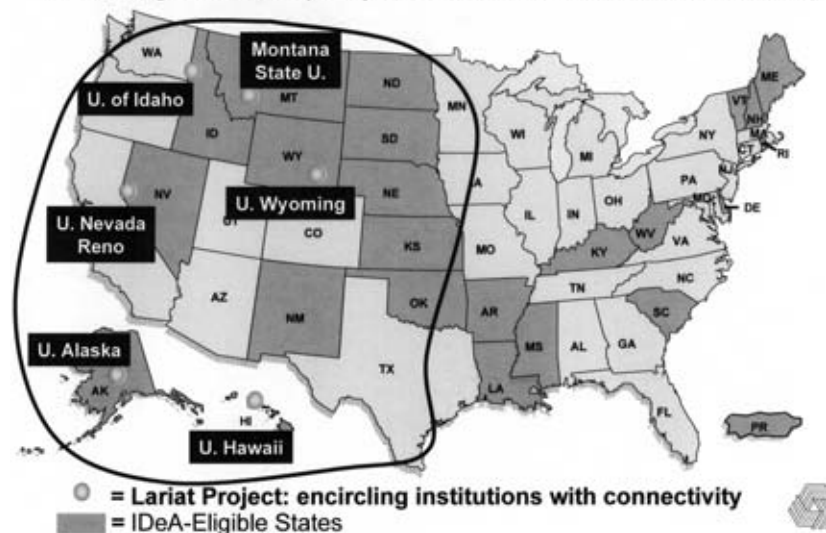 WA
Montana
State U.
ND
MN
ME
VT
NH
U. of Idaho
MT
MA
NY
WI
SD
CT
RI
ID
MI
WY
NJ
PA
IA
NE
OH
MD
NV
U. Wyoming
IL
IN
DE
U. Nevada
Reno
UT
WV
CO
VA
KS
MO
KY
NC
TN
AZ
OK
NM
AR
SC
U. Alaska
MS
AL
GA
TX
AK
LA
FL
HI
PR
U. Hawaii
= Lariat Project: encircling institutions with connectivity
= IDeA-Eligible States